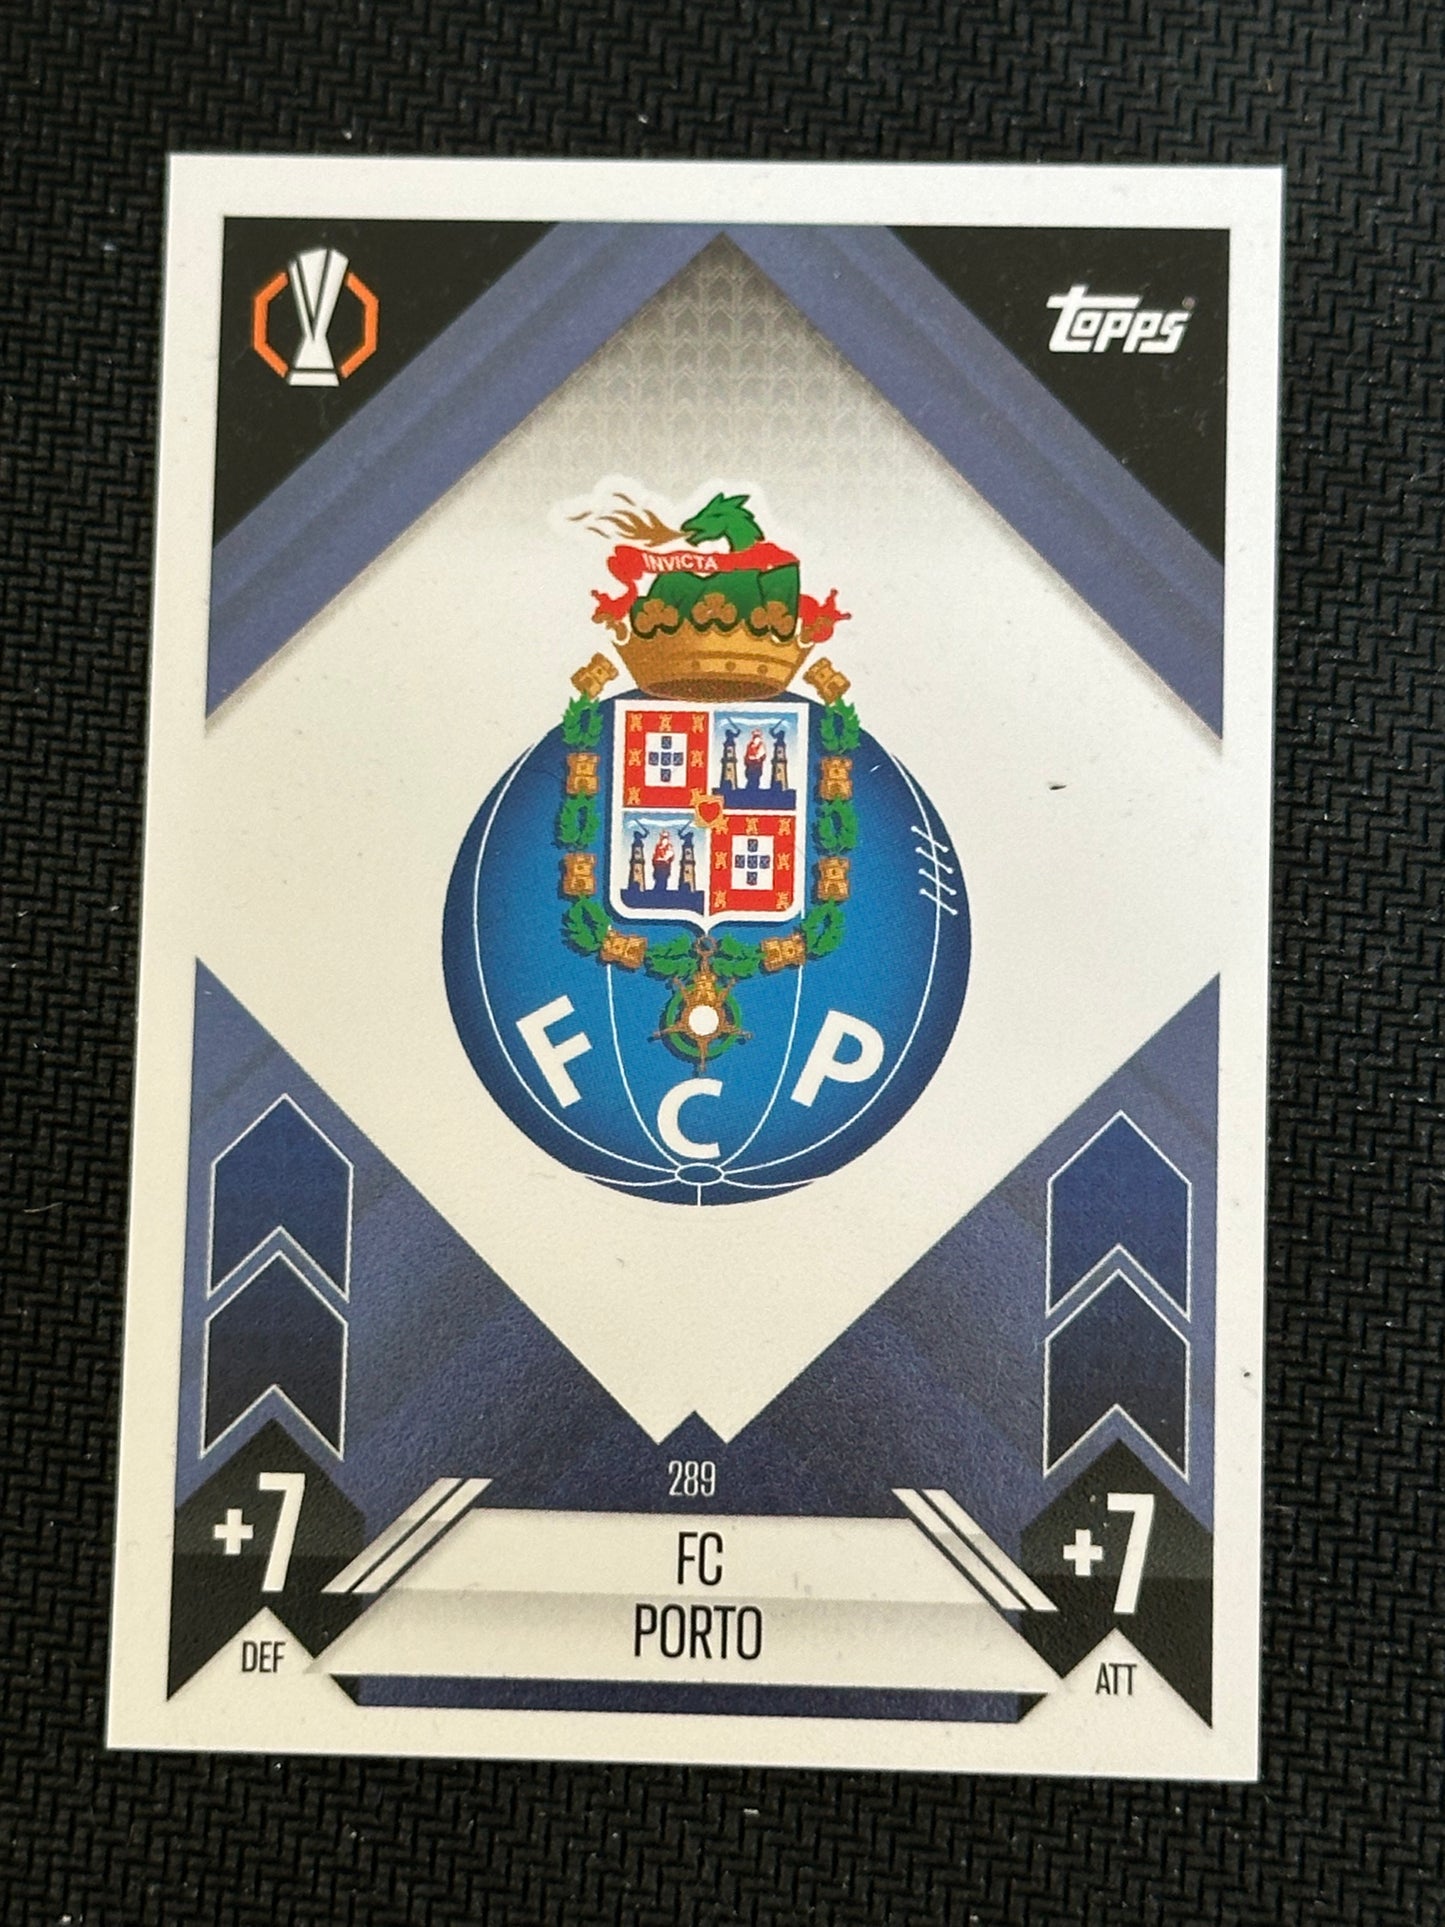 Topps
INVICTA
F C P
289
FC
PORTO
+7
DEF
+7
ATT